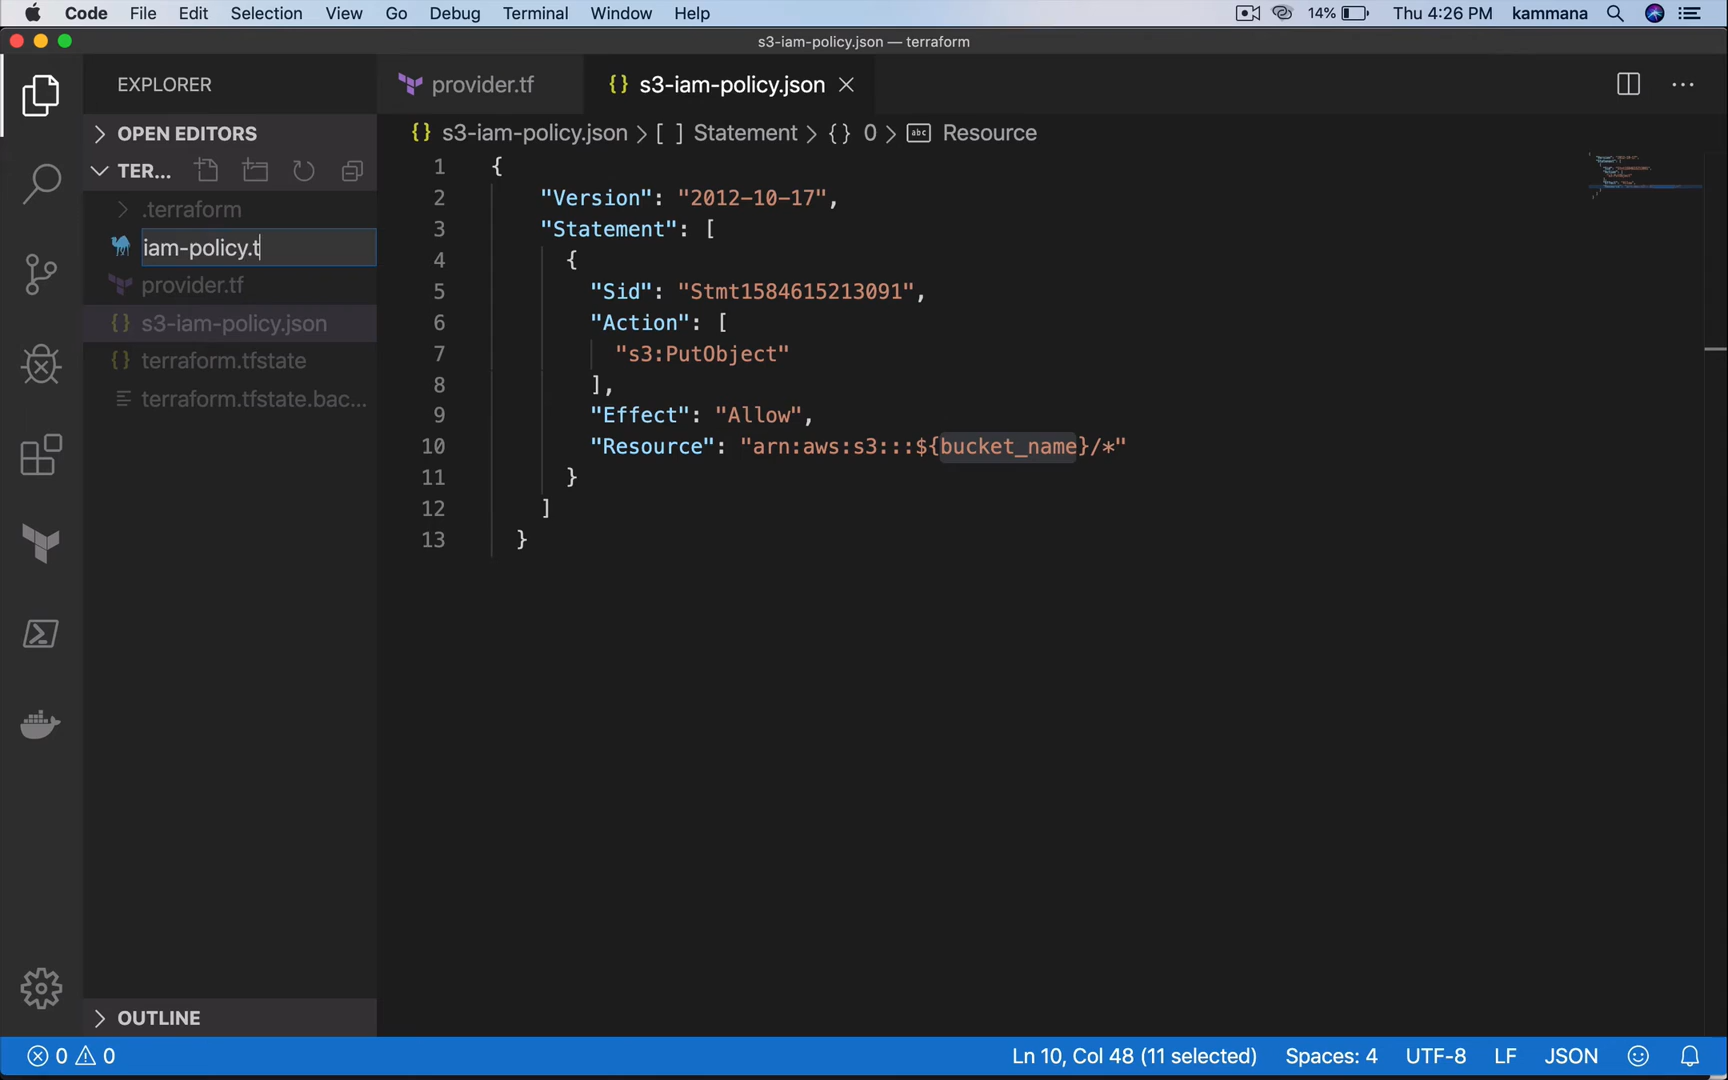 Code File Edit Selection View Go Debug Terminal Window Help 14% Thu 4:26 PM kammana
s3-iam-policy.json — terraform
EXPLORER
provider.tf
{} s3-iam-policy.json
OPEN EDITORS
{} s3-iam-policy.json > [ ] Statement > {} 0 > abc Resource
TER...
.terraform
iam-policy.t
provider.tf
{} s3-iam-policy.json
{} terraform.tfstate
terraform.tfstate.bac...
1 {
2 "Version": "2012-10-17",
3 "Statement": [
4 {
5 "Sid": "Stmt1584615213091",
6 "Action": [
7 "s3:PutObject"
8 ],
9 "Effect": "Allow",
10 "Resource": "arn:aws:s3:::${bucket_name}/*"
11 }
12 ]
13 }
OUTLINE
0 0 Ln 10, Col 48 (11 selected) Spaces: 4 UTF-8 LF JSON